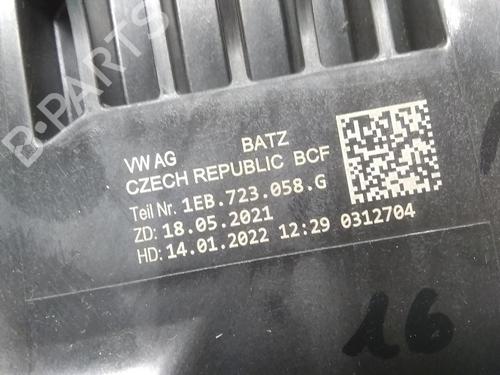 B-PARTS
VW AG BATZ
CZECH REPUBLIC BCF
Teil Nr. 1EB.723.058.G
ZD: 18.05.2021
HD: 14.01.2022 12:29 0312704
16